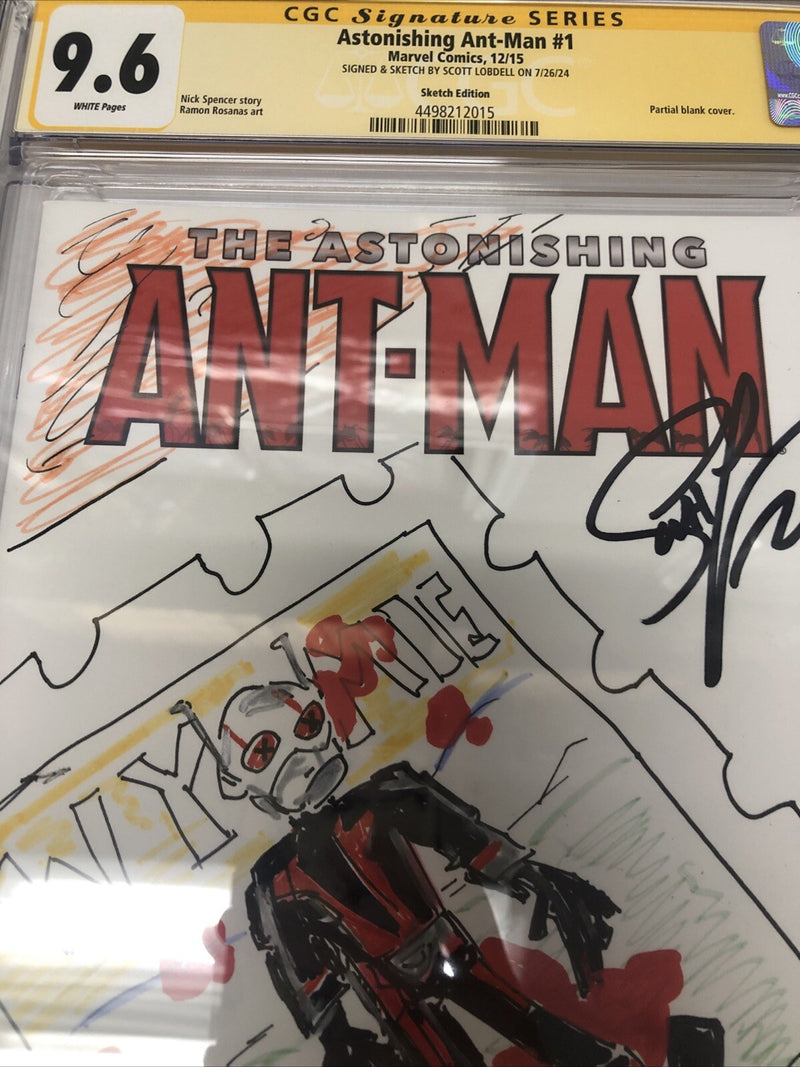 CGC Signature SERIES
9.6
WHITE Pages
Astonishing Ant-Man #1
Marvel Comics, 12/15
SIGNED & SKETCH BY SCOTT LOBDELL ON 7/26/24
Sketch Edition
Nick Spencer story
Ramon Rosanas art
4498212015
Partial blank cover.
THE ASTONISHING
ANT-MAN